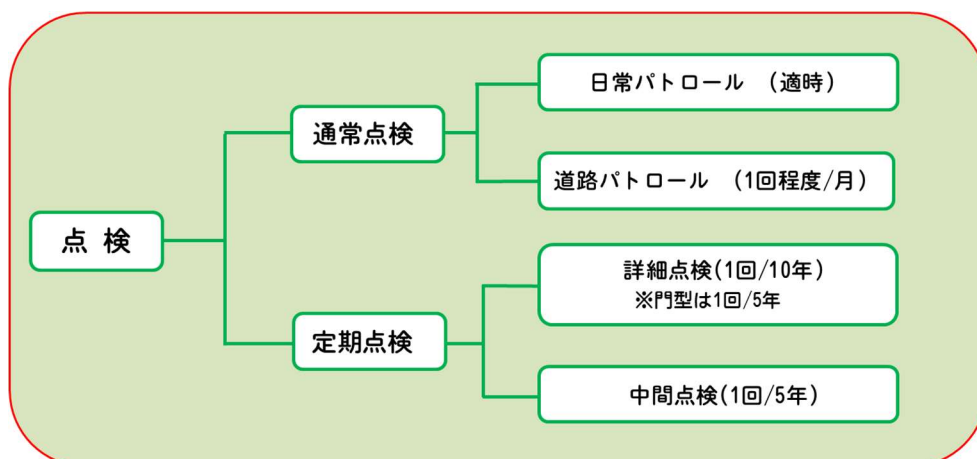 点 検
通常点検
日常パトロール （適時）
道路パトロール （1回程度/月）
定期点検
詳細点検(1回/10年)
※門型は1回/5年
中間点検(1回/5年)